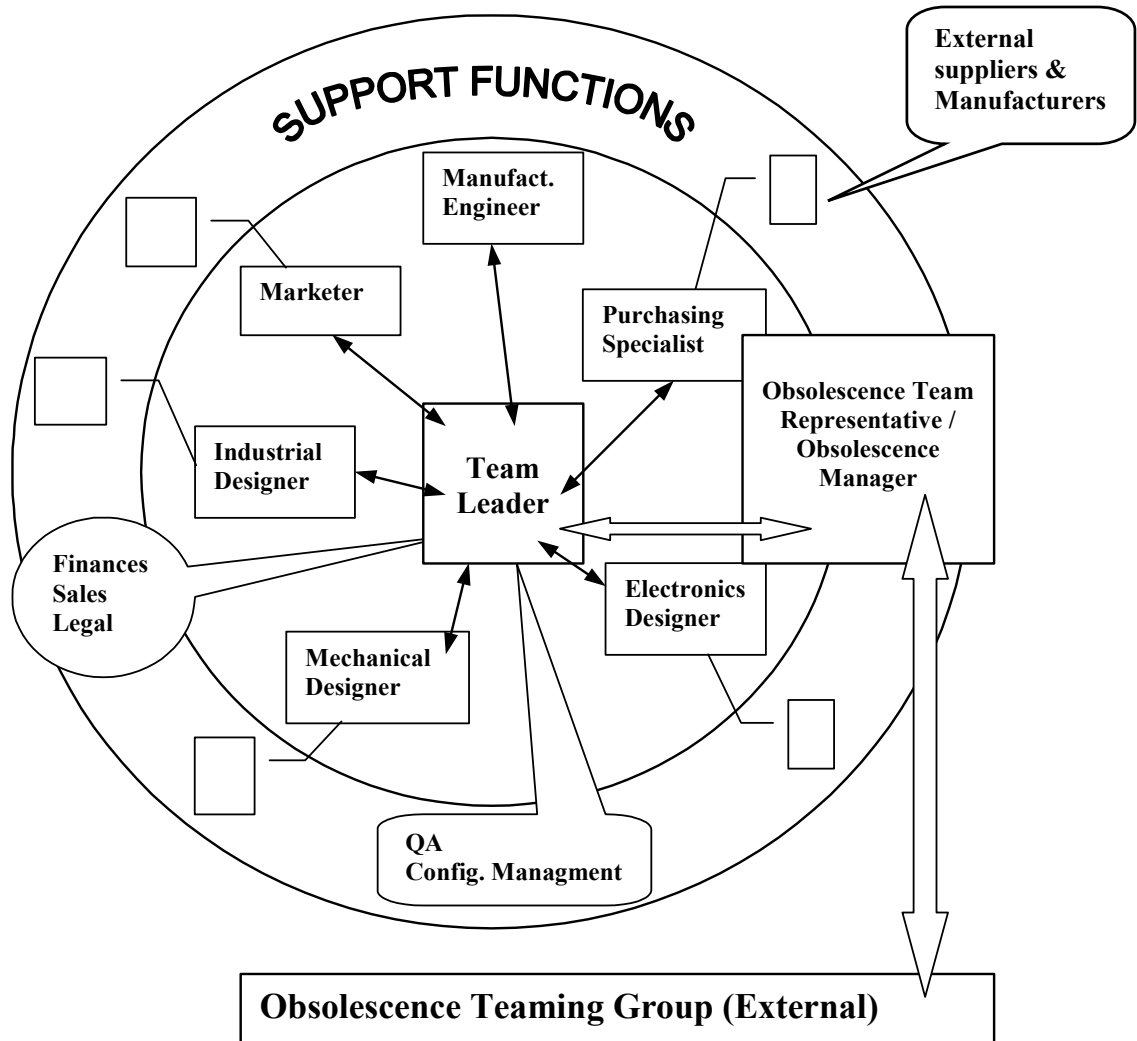 External
suppliers &
Manufacturers
SUPPORT FUNCTIONS
Manufact.
Engineer
Marketer
Purchasing
Specialist
Obsolescence Team
Representative /
Obsolescence
Manager
Industrial
Designer
Team
Leader
Finances
Sales
Legal
Electronics
Designer
Mechanical
Designer
QA
Config. Managment
Obsolescence Teaming Group (External)